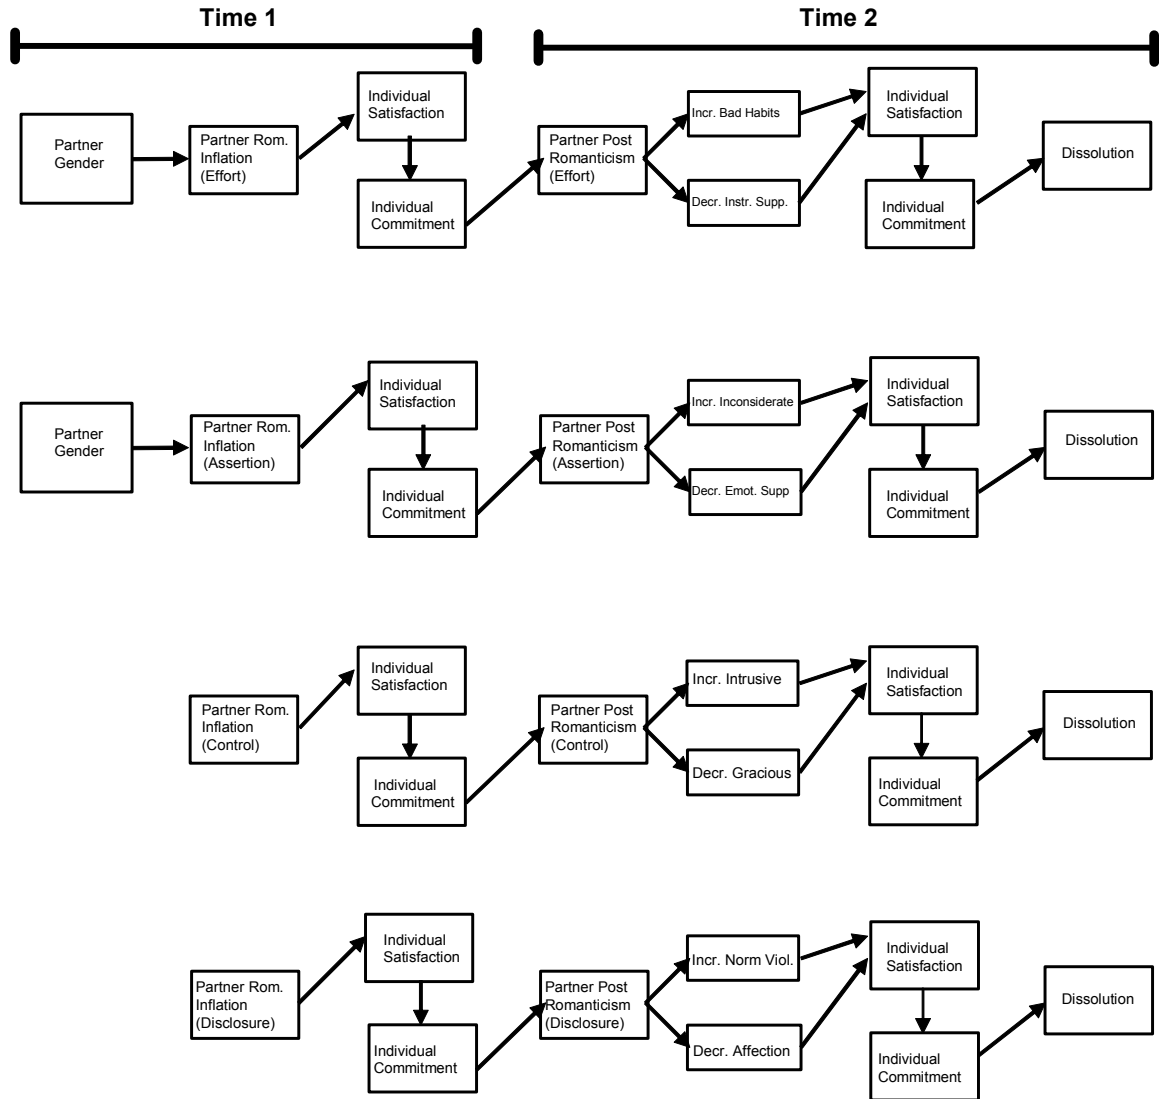 Time 1
Time 2
Partner
Gender
Partner Rom.
Inflation
(Effort)
Individual
Satisfaction
Individual
Commitment
Partner Post
Romanticism
(Effort)
Incr. Bad Habits
Decr. Instr. Supp.
Individual
Satisfaction
Individual
Commitment
Dissolution
Partner
Gender
Partner Rom.
Inflation
(Assertion)
Individual
Satisfaction
Individual
Commitment
Partner Post
Romanticism
(Assertion)
Incr. Inconsiderate
Decr. Emot. Supp
Individual
Satisfaction
Individual
Commitment
Dissolution
Partner Rom.
Inflation
(Control)
Individual
Satisfaction
Individual
Commitment
Partner Post
Romanticism
(Control)
Incr. Intrusive
Decr. Gracious
Individual
Satisfaction
Individual
Commitment
Dissolution
Partner Rom.
Inflation
(Disclosure)
Individual
Satisfaction
Individual
Commitment
Partner Post
Romanticism
(Disclosure)
Incr. Norm Viol.
Decr. Affection
Individual
Satisfaction
Individual
Commitment
Dissolution